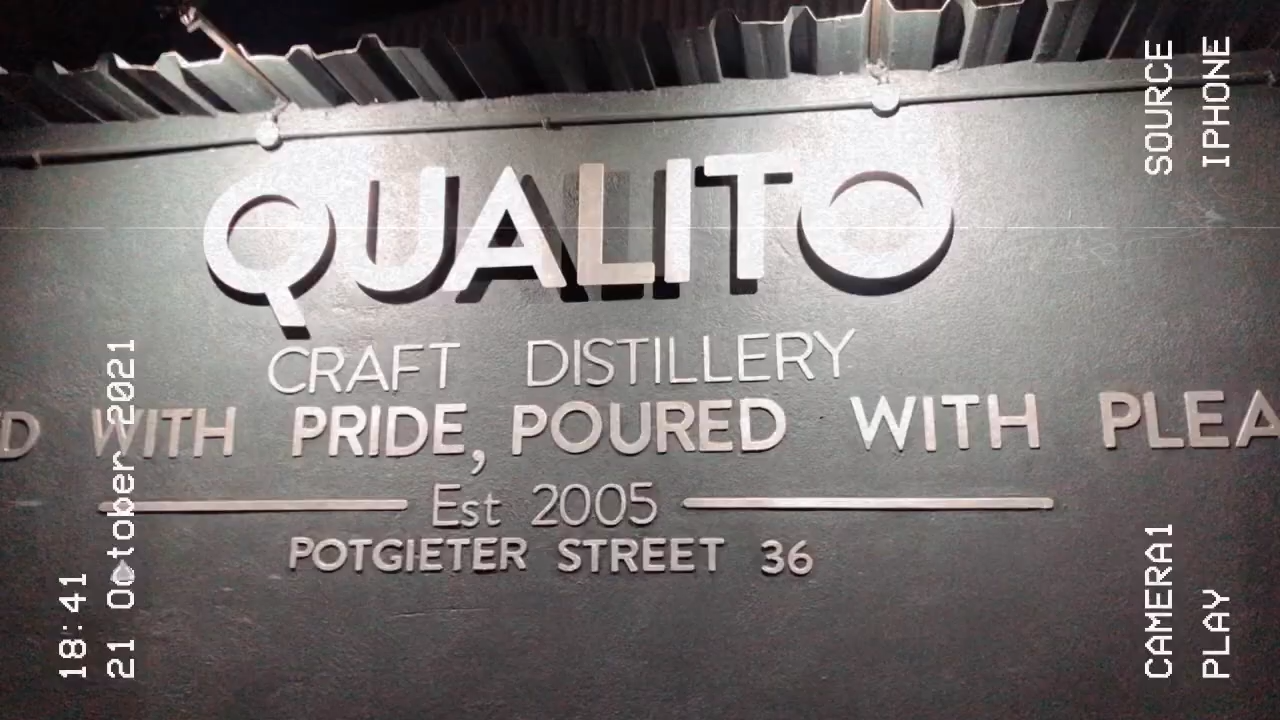 QUALITO
CRAFT DISTILLERY
D WITH PRIDE, POURED WITH PLEA
Est 2005
POTGIETER STREET 36
18:41
21 October 2021
SOURCE
IPHONE
CAMERA1
PLAY